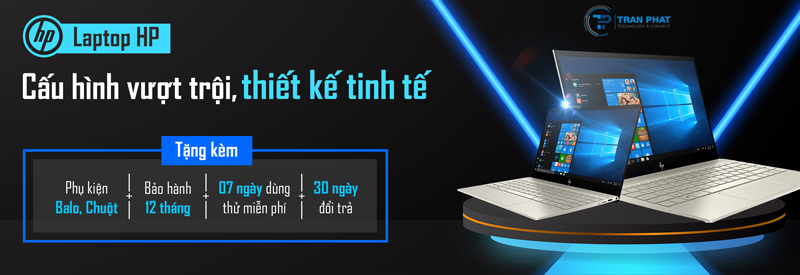 hp Laptop HP
TRAN PHAT
TECHNOLOGY & CONNECT
Cấu hình vượt trội, thiết kế tinh tế
Tặng kèm
Phụ kiện
Balo, Chuột
+
Bảo hành
12 tháng
+
07 ngày dùng
thử miễn phí
+
30 ngày
đổi trả